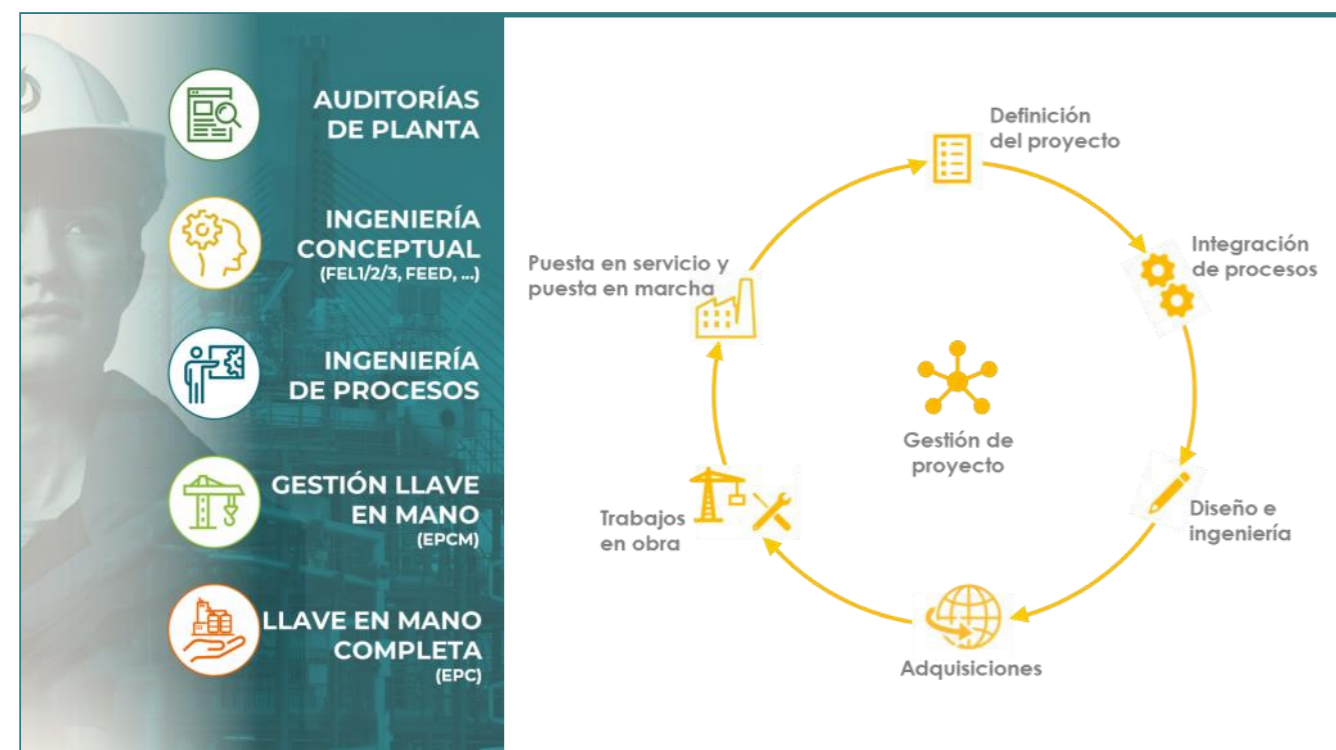 AUDITORÍAS
DE PLANTA
INGENIERÍA
CONCEPTUAL
(FEL1/2/3, FEED, ...)
INGENIERÍA
DE PROCESOS
GESTIÓN LLAVE
EN MANO
(EPCM)
LLAVE EN MANO
COMPLETA
(EPC)
Definición
del proyecto
Integración
de procesos
Diseño e
ingeniería
Adquisiciones
Trabajos
en obra
Puesta en servicio y
puesta en marcha
Gestión de
proyecto